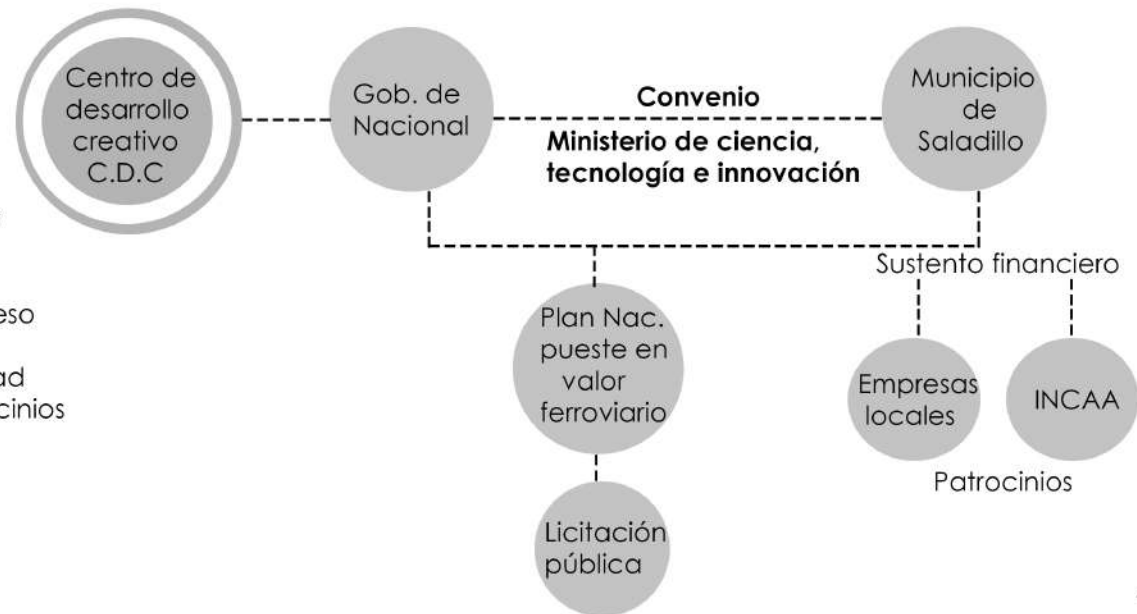 Centro de
desarrollo
creativo
C.D.C
Gob. de
Nacional
Convenio
Ministerio de ciencia,
tecnología e innovación
Municipio
de
Saladillo
Sustento financiero
Plan Nac.
pueste en
valor
ferroviario
Empresas
locales
INCAA
Patrocinios
Licitación
pública